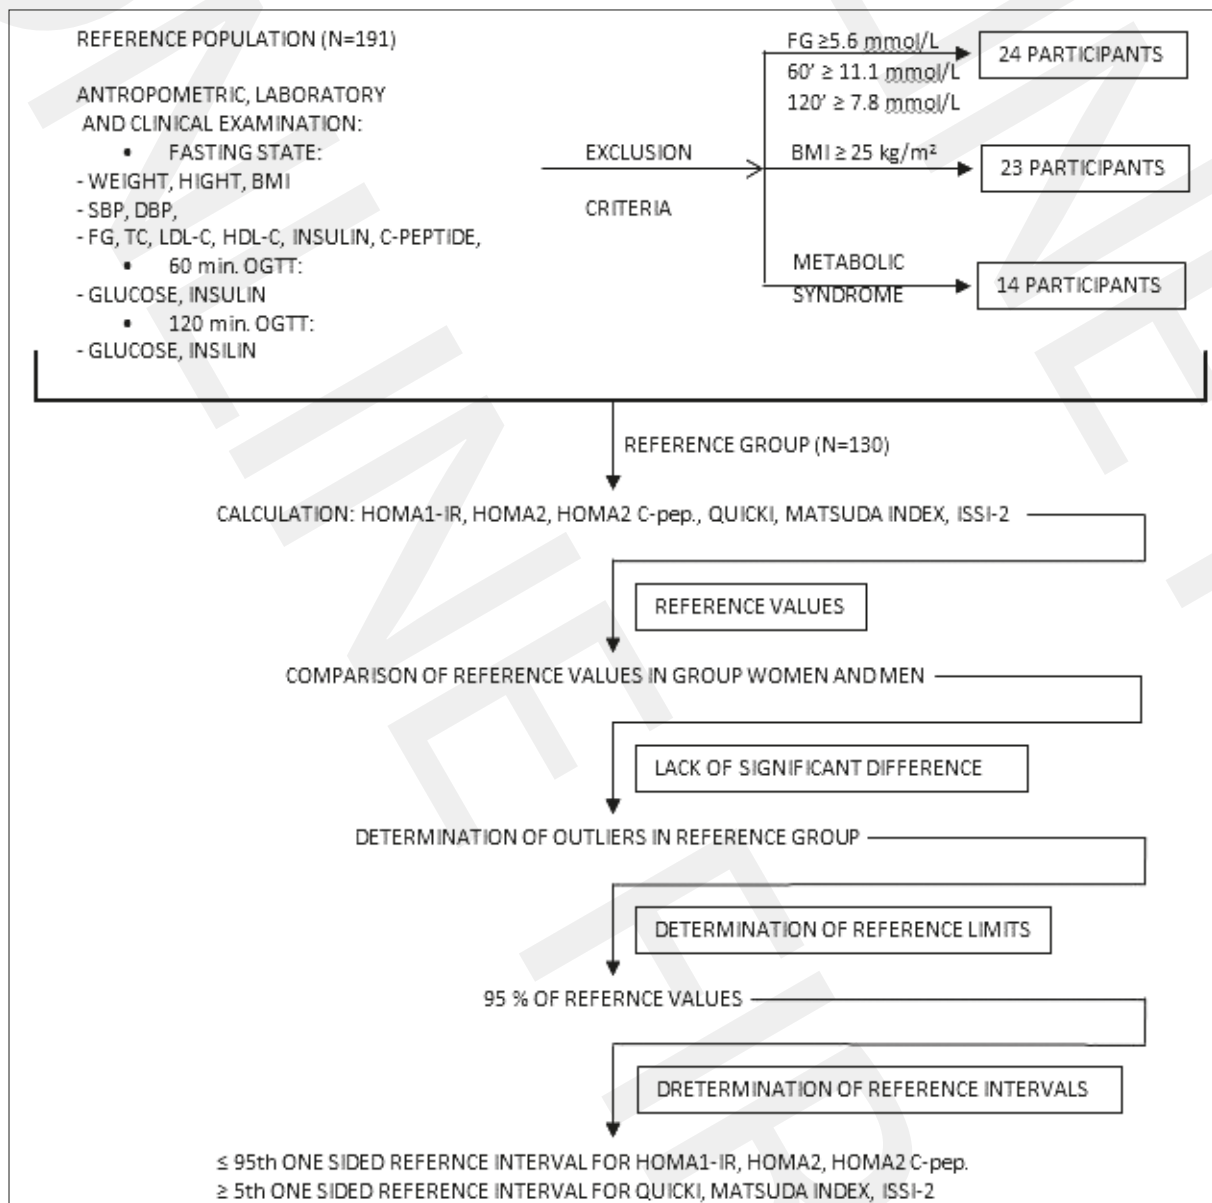 REFERENCE POPULATION (N=191)
ANTROPOMETRIC, LABORATORY
AND CLINICAL EXAMINATION:
• FASTING STATE:
- WEIGHT, HIGHT, BMI
- SBP, DBP,
- FG, TC, LDL-C, HDL-C, INSULIN, C-PEPTIDE,
• 60 min. OGTT:
- GLUCOSE, INSULIN
• 120 min. OGTT:
- GLUCOSE, INSILIN
EXCLUSION
CRITERIA
FG ≥5.6 mmol/L
60’ ≥ 11.1 mmol/L
120’ ≥ 7.8 mmol/L
24 PARTICIPANTS
BMI ≥ 25 kg/m²
23 PARTICIPANTS
METABOLIC
SYNDROME
14 PARTICIPANTS
REFERENCE GROUP (N=130)
CALCULATION: HOMA1-IR, HOMA2, HOMA2 C-pep., QUICKI, MATSUDA INDEX, ISSI-2
REFERENCE VALUES
COMPARISON OF REFERENCE VALUES IN GROUP WOMEN AND MEN
LACK OF SIGNIFICANT DIFFERENCE
DETERMINATION OF OUTLIERS IN REFERENCE GROUP
DETERMINATION OF REFERENCE LIMITS
95 % OF REFERNCE VALUES
DRETERMINATION OF REFERENCE INTERVALS
≤ 95th ONE SIDED REFERNCE INTERVAL FOR HOMA1-IR, HOMA2, HOMA2 C-pep.
≥ 5th ONE SIDED REFERENCE INTERVAL FOR QUICKI, MATSUDA INDEX, ISSI-2